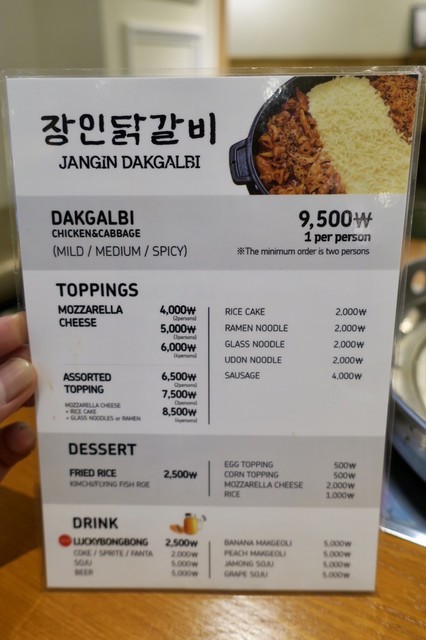 장인닭갈비
JANGIN DAKGALBI
DAKGALBI
CHICKEN&CABBAGE
(MILD / MEDIUM / SPICY)
9,500₩
1 per person
※The minimum order is two persons
TOPPINGS
MOZZARELLA CHEESE
4,000₩
(2persons)
5,000₩
(3persons)
6,000₩
(4persons)
ASSORTED TOPPING
MOZZARELLA CHEESE
+ RICE CAKE
+ GLASS NOODLES or RAMEN
6,500₩
(2persons)
7,500₩
(3persons)
8,500₩
(4persons)
RICE CAKE 2,000₩
RAMEN NOODLE 2,000₩
GLASS NOODLE 2,000₩
UDON NOODLE 2,000₩
SAUSAGE 4,000₩
DESSERT
FRIED RICE 2,500₩
KIMCHI/FLYING FISH ROE
EGG TOPPING 500₩
CORN TOPPING 500₩
MOZZARELLA CHEESE 2,000₩
RICE 1,000₩
DRINK
LUCKYBONGBONG 2,500₩
COKE / SPRITE / FANTA 2,000₩
SOJU 5,000₩
BEER 5,000₩
BANANA MAKGEOLI 5,000₩
PEACH MAKGEOLI 5,000₩
JAMONG SOJU 5,000₩
GRAPE SOJU 5,000₩